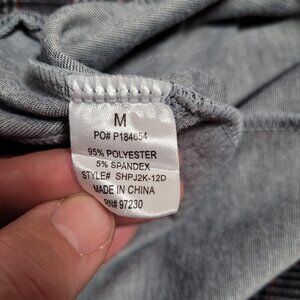 M
PO# P184654
95% POLYESTER
5% SPANDEX
STYLE# SHPJ2K-12D
MADE IN CHINA
RN# 97230